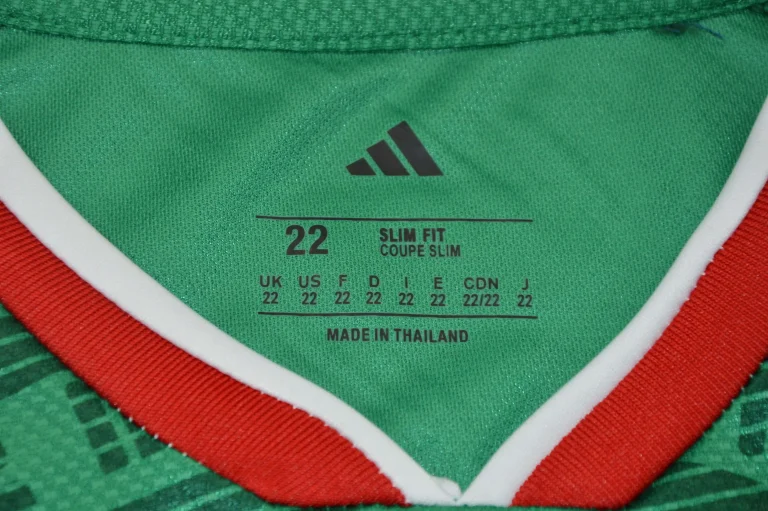 22 SLIM FIT
COUPE SLIM
UK US F D I E CDN J
22 22 22 22 22 22 22/22 22
MADE IN THAILAND